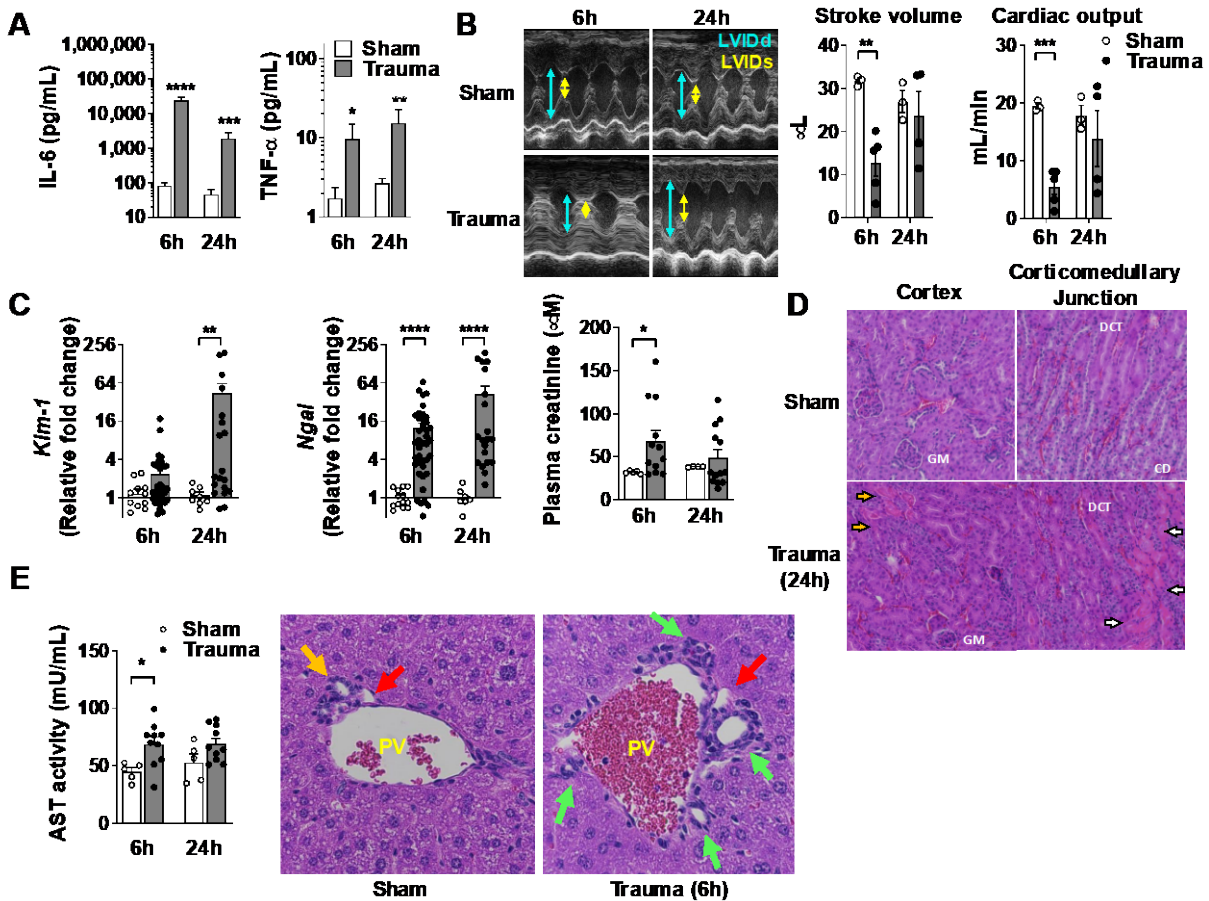 A
IL-6 (pg/mL)
1,000,000
100,000
10,000
1,000
100
10
****
***
6h
24h
TNF-α (pg/mL)
10
1
Sham
Trauma
*
**
6h
24h
B
6h
24h
LVIDd
LVIDs
Sham
Trauma
Stroke volume
∝L
40
30
20
10
0
**
6h
24h
Cardiac output
mL/min
30
20
10
0
***
Sham
Trauma
6h
24h
C
Kim-1
(Relative fold change)
256
64
16
4
1
**
6h
24h
Ngal
(Relative fold change)
256
64
16
4
1
****
****
6h
24h
Plasma creatinine (∝M)
200
150
100
50
0
*
6h
24h
D
Cortex
Corticomedullary
Junction
Sham
GM
DCT
CD
Trauma
(24h)
GM
DCT
E
AST activity (mU/mL)
150
100
50
0
Sham
Trauma
*
6h
24h
PV
Sham
PV
Trauma (6h)